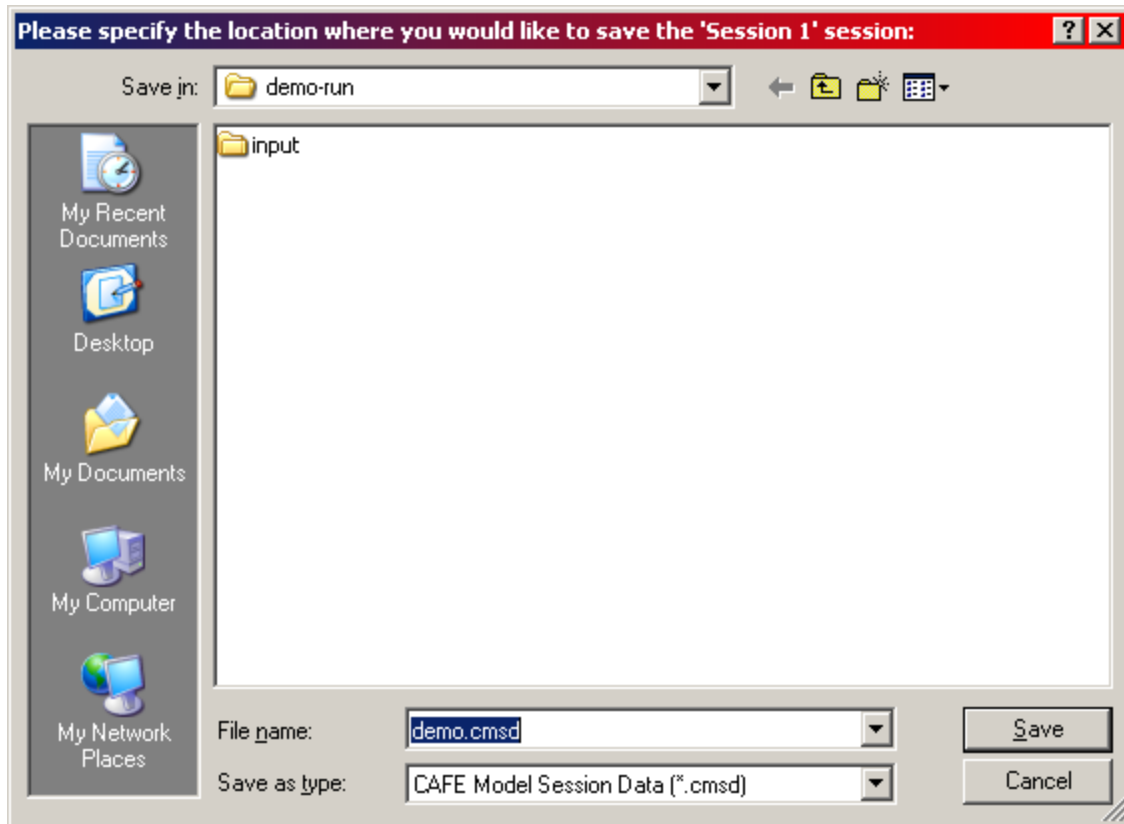 Please specify the location where you would like to save the 'Session 1' session:
Save in:
demo-run
input
My Recent
Documents
Desktop
My Documents
My Computer
My Network
Places
File name:
demo.cmsd
Save
Save as type:
CAFE Model Session Data (*.cmsd)
Cancel